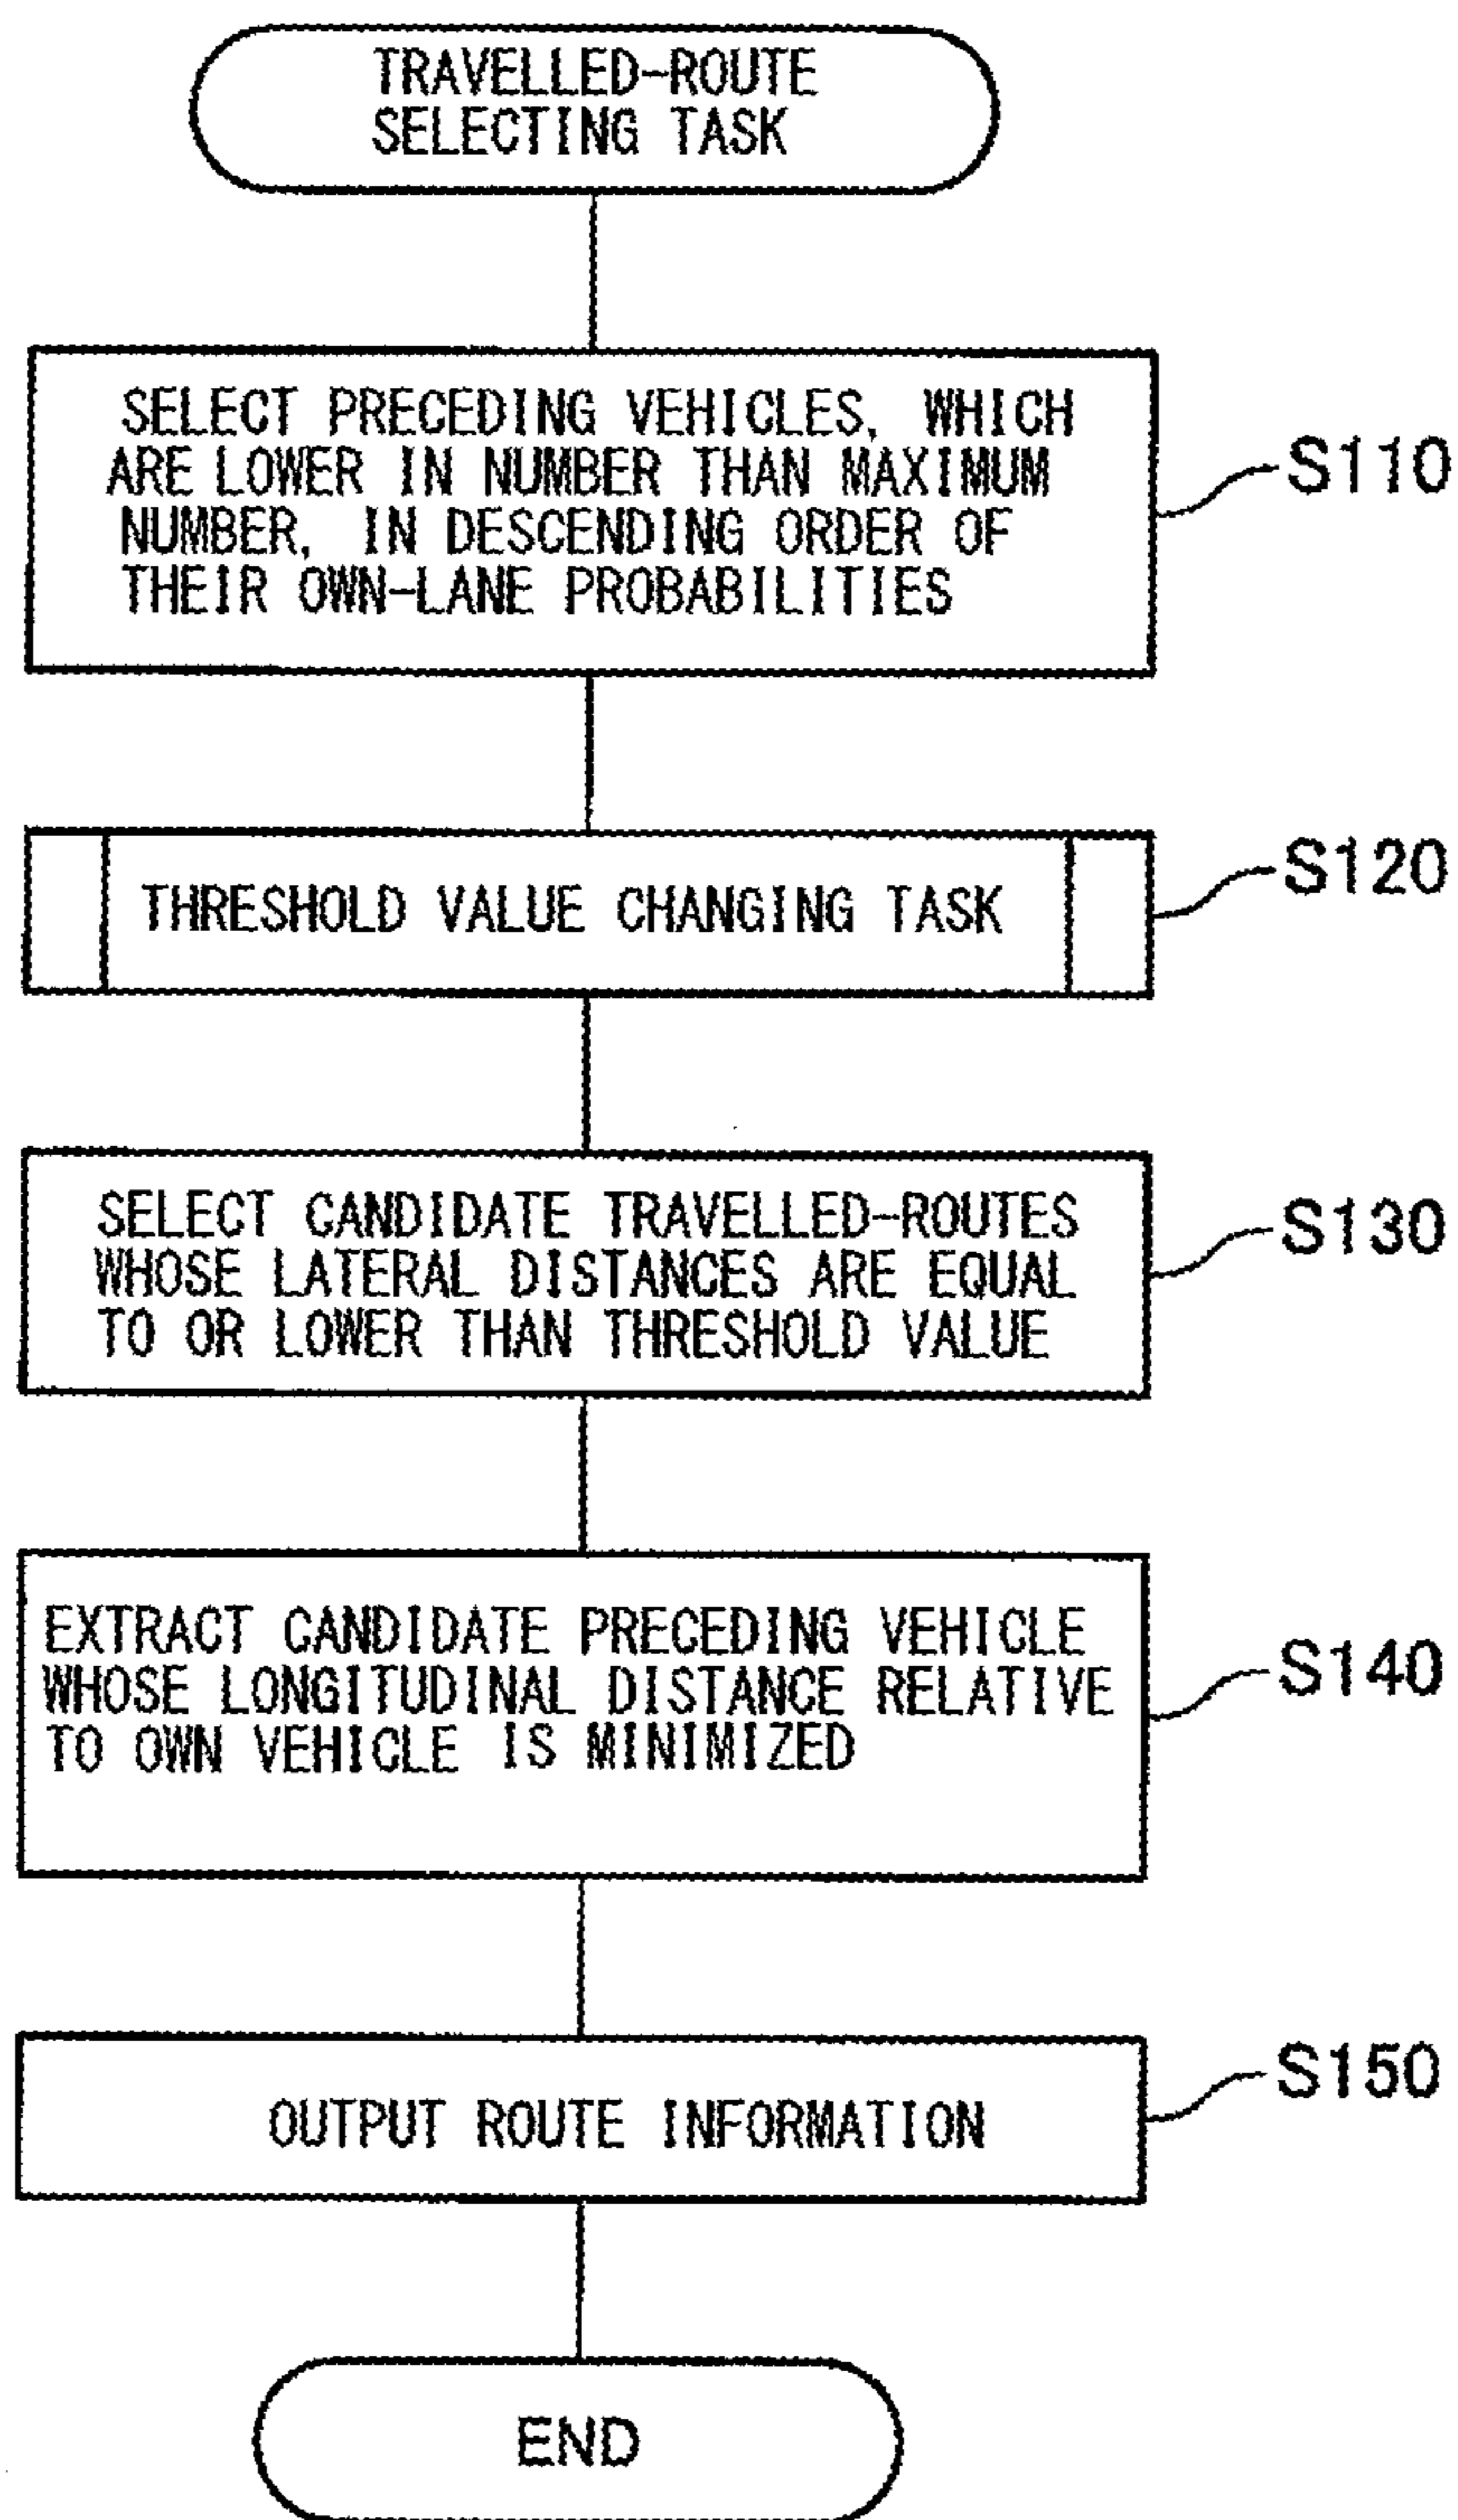 TRAVELLED-ROUTE
SELECTING TASK
SELECT PRECEDING VEHICLES, WHICH
ARE LOWER IN NUMBER THAN MAXIMUM
NUMBER, IN DESCENDING ORDER OF
THEIR OWN-LANE PROBABILITIES
S110
THRESHOLD VALUE CHANGING TASK
S120
SELECT CANDIDATE TRAVELLED-ROUTES
WHOSE LATERAL DISTANCES ARE EQUAL
TO OR LOWER THAN THRESHOLD VALUE
S130
EXTRACT CANDIDATE PRECEDING VEHICLE
WHOSE LONGITUDINAL DISTANCE RELATIVE
TO OWN VEHICLE IS MINIMIZED
S140
OUTPUT ROUTE INFORMATION
S150
END